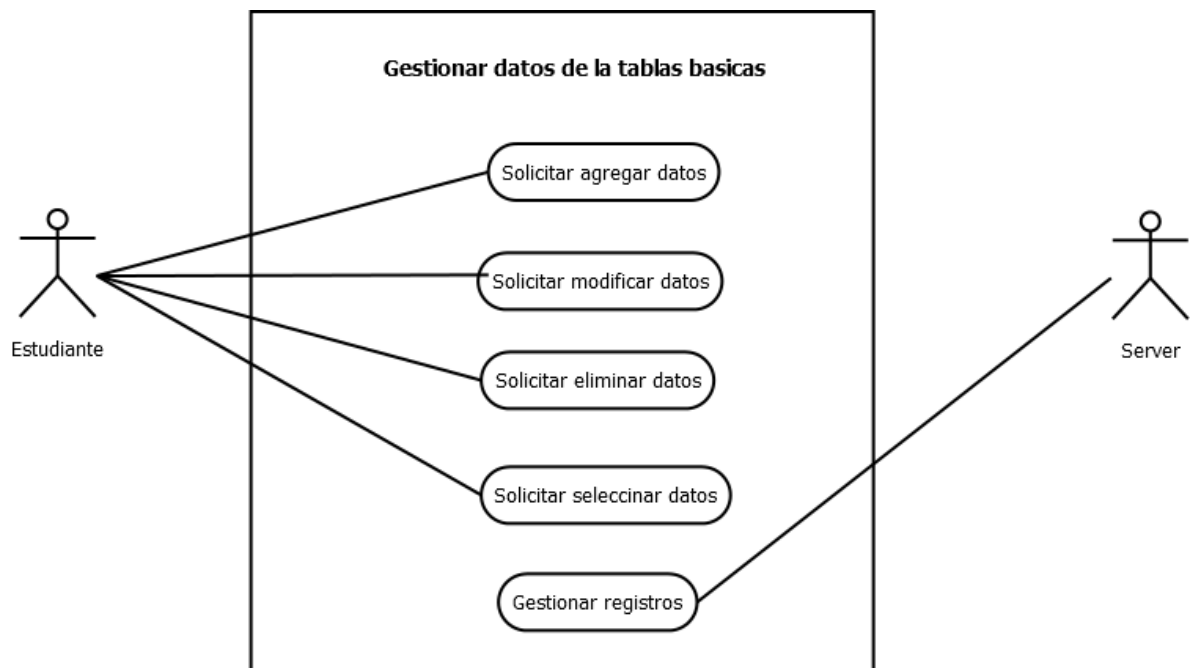 Gestionar datos de la tablas basicas
Solicitar agregar datos
Solicitar modificar datos
Estudiante
Server
Solicitar eliminar datos
Solicitar seleccinar datos
Gestionar registros